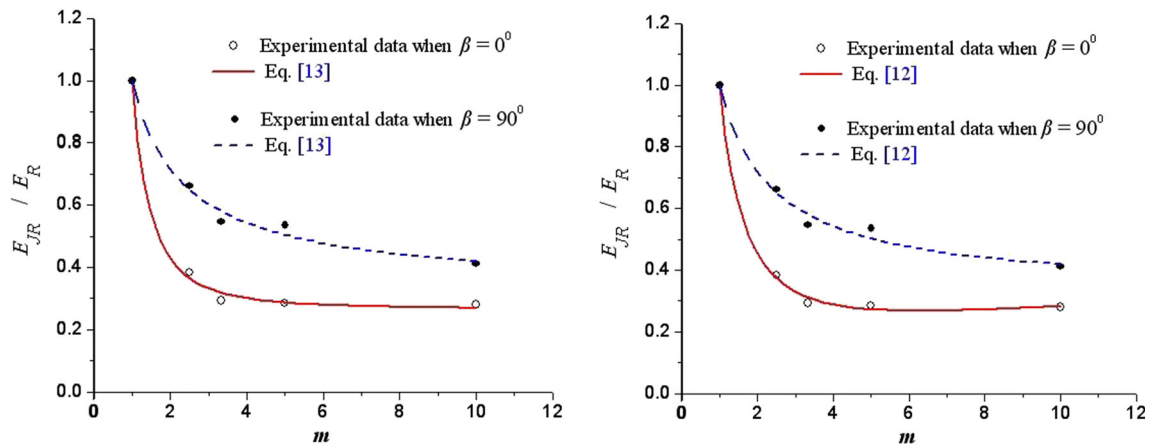 1.2
1.0
0.8
0.6
0.4
0.2
0.0
E_JR / E_R
Experimental data when β = 0⁰
Eq. [13]
Experimental data when β = 90⁰
Eq. [13]
0 2 4 6 8 10 12
m
1.2
1.0
0.8
0.6
0.4
0.2
0.0
E_JR / E_R
Experimental data when β = 0⁰
Eq. [12]
Experimental data when β = 90⁰
Eq. [12]
0 2 4 6 8 10 12
m